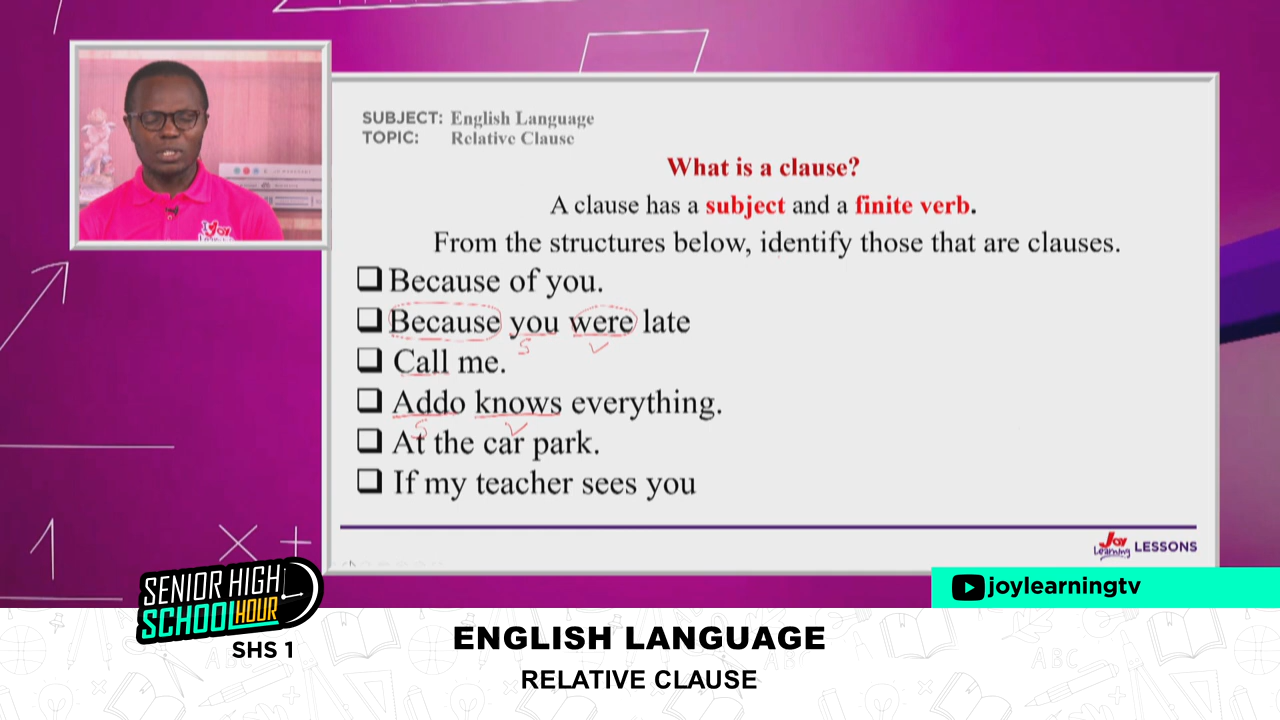 SUBJECT: English Language
TOPIC: Relative Clause
What is a clause?
A clause has a subject and a finite verb.
From the structures below, identify those that are clauses.
Because of you.
Because you were late
S V
Call me.
Addo knows everything.
S V
At the car park.
If my teacher sees you
Joy Learning LESSONS
joylearningtv
SENIOR HIGH
SCHOOL HOUR
SHS 1
ENGLISH LANGUAGE
RELATIVE CLAUSE